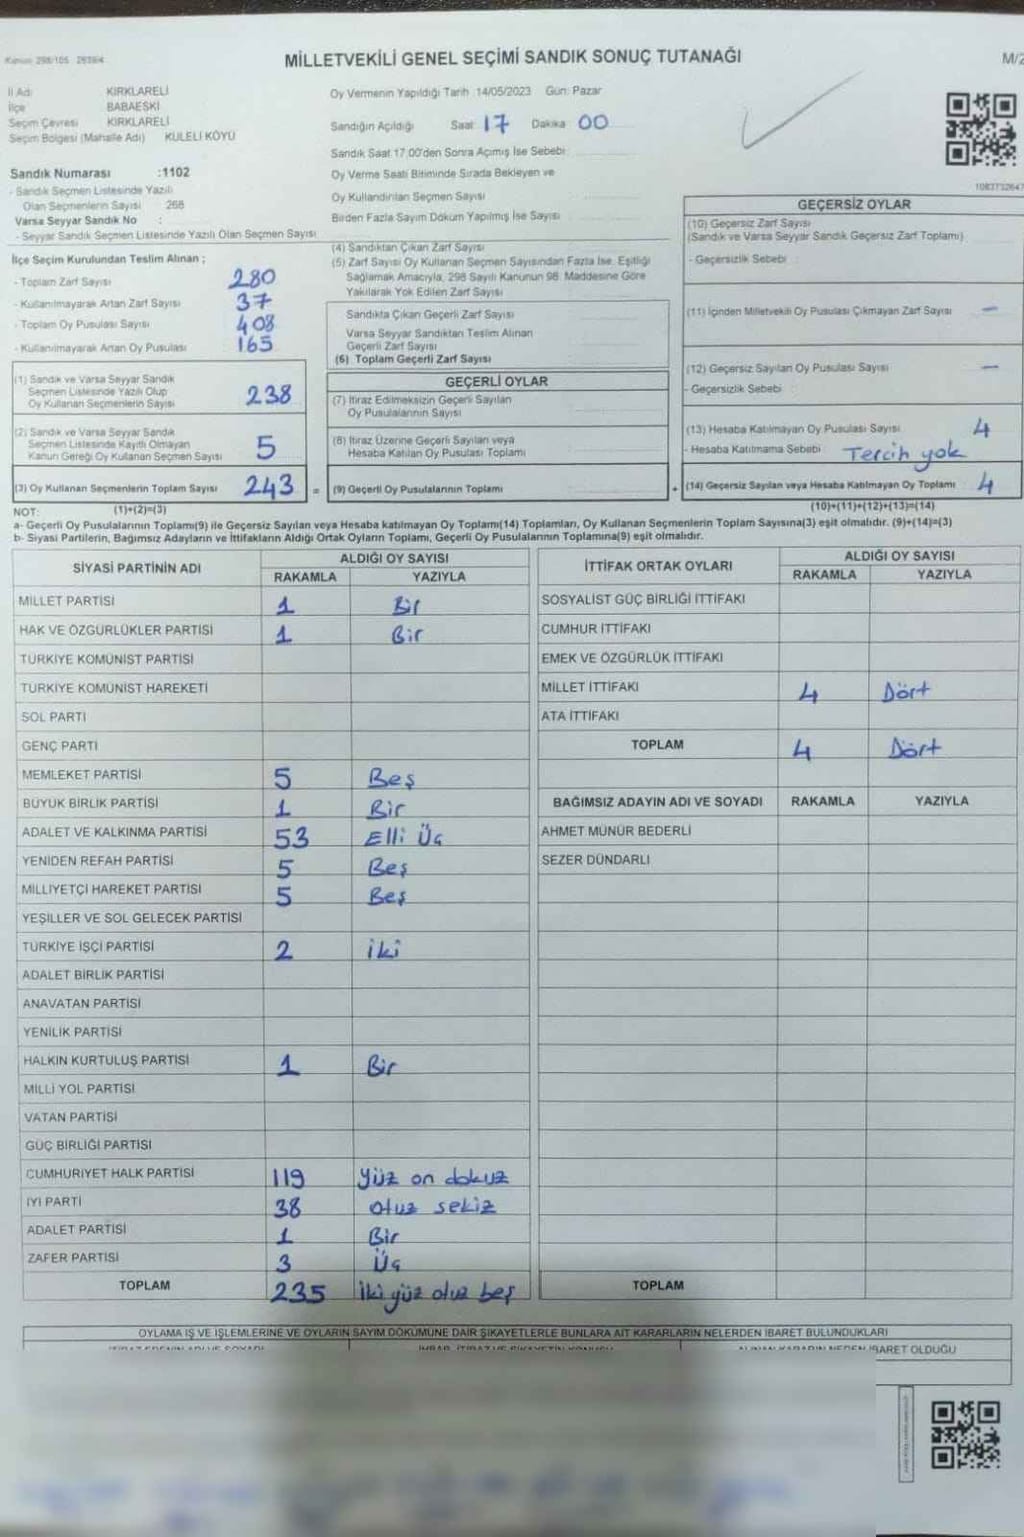 Kanun 298/105 2839/4
MİLLETVEKİLİ GENEL SEÇİMİ SANDIK SONUÇ TUTANAĞI
M/2
İl Adı KIRKLARELİ
İlçe BABAESKİ
Seçim Çevresi KIRKLARELİ
Seçim Bölgesi (Mahalle Adı) KULELİ KÖYÜ
Sandık Numarası :1102
- Sandık Seçmen Listesinde Yazılı
Olan Seçmenlerin Sayısı 268
Varsa Seyyar Sandık No :
- Seyyar Sandık Seçmen Listesinde Yazılı Olan Seçmen Sayısı
Oy Vermenin Yapıldığı Tarih :14/05/2023 Gün: Pazar
Sandığın Açıldığı Saat 17 Dakika 00
Sandık Saat 17.00'den Sonra Açımış İse Sebebi :
Oy Verme Saati Bitiminde Sırada Bekleyen ve
Oy Kullandırılan Seçmen Sayısı
Birden Fazla Sayım Döküm Yapılmış İse Sayısı
1083732647
İlçe Seçim Kurulundan Teslim Alınan ;
- Toplam Zarf Sayısı 280
- Kullanılmayarak Artan Zarf Sayısı 37
- Toplam Oy Pusulası Sayısı 408
- Kullanılmayarak Artan Oy Pusulası 165
(1) Sandık ve Varsa Seyyar Sandık
Seçmen Listesinde Yazılı Olup
Oy Kullanan Seçmenlerin Sayısı 238
(2) Sandık ve Varsa Seyyar Sandık
Seçmen Listesinde Kayıtlı Olmayan
Kanun Gereği Oy Kullanan Seçmen Sayısı 5
(3) Oy Kullanan Seçmenlerin Toplam Sayısı 243 =
(4) Sandıktan Çıkan Zarf Sayısı
(5) Zarf Sayısı Oy Kullanan Seçmen Sayısından Fazla İse, Eşitliği
Sağlamak Amacıyla, 298 Sayılı Kanunun 98. Maddesine Göre
Yakılarak Yok Edilen Zarf Sayısı
Sandıkta Çıkan Geçerli Zarf Sayısı
Varsa Seyyar Sandıktan Teslim Alınan
Geçerli Zarf Sayısı
(6) Toplam Geçerli Zarf Sayısı
GEÇERLİ OYLAR
(7) İtiraz Edilmeksizin Geçerli Sayılan
Oy Pusulalarının Sayısı
(8) İtiraz Üzerine Geçerli Sayılan veya
Hesaba Katılan Oy Pusulası Toplamı
(9) Geçerli Oy Pusulalarının Toplamı +
GEÇERSİZ OYLAR
(10) Geçersiz Zarf Sayısı
(Sandık ve Varsa Seyyar Sandık Geçersiz Zarf Toplamı)
- Geçersizlik Sebebi :
(11) İçinden Milletvekili Oy Pusulası Çıkmayan Zarf Sayısı -
(12) Geçersiz Sayılan Oy Pusulası Sayısı -
- Geçersizlik Sebebi :
(13) Hesaba Katılmayan Oy Pusulası Sayısı 4
- Hesaba Katılmama Sebebi Tercih yok
(14) Geçersiz Sayılan veya Hesaba Katılmayan Oy Toplamı 4
NOT: (1)+(2)=(3) (10)+(11)+(12)+(13)=(14)
a- Geçerli Oy Pusulalarının Toplamı(9) ile Geçersiz Sayılan veya Hesaba katılmayan Oy Toplamı(14) Toplamları, Oy Kullanan Seçmenlerin Toplam Sayısına(3) eşit olmalıdır. (9)+(14)=(3)
b- Siyasi Partilerin, Bağımsız Adayların ve İttifakların Aldığı Ortak Oyların Toplamı, Geçerli Oy Pusulalarının Toplamına(9) eşit olmalıdır.
SİYASİ PARTİNİN ADI ALDIĞI OY SAYISI
RAKAMLA YAZIYLA
MİLLET PARTİSİ 1 Bir
HAK VE ÖZGÜRLÜKLER PARTİSİ 1 Bir
TÜRKİYE KOMÜNİST PARTİSİ
TÜRKİYE KOMÜNİST HAREKETİ
SOL PARTİ
GENÇ PARTİ
MEMLEKET PARTİSİ 5 Beş
BÜYÜK BİRLİK PARTİSİ 1 Bir
ADALET VE KALKINMA PARTİSİ 53 Elli Üç
YENİDEN REFAH PARTİSİ 5 Beş
MİLLİYETÇİ HAREKET PARTİSİ 5 Beş
YEŞİLLER VE SOL GELECEK PARTİSİ
TÜRKİYE İŞÇİ PARTİSİ 2 iki
ADALET BİRLİK PARTİSİ
ANAVATAN PARTİSİ
YENİLİK PARTİSİ
HALKIN KURTULUŞ PARTİSİ 1 Bir
MİLLİ YOL PARTİSİ
VATAN PARTİSİ
GÜÇ BİRLİĞİ PARTİSİ
CUMHURİYET HALK PARTİSİ 119 Yüz on dokuz
İYİ PARTİ 38 otuz sekiz
ADALET PARTİSİ 1 Bir
ZAFER PARTİSİ 3 Üç
TOPLAM 235 İki yüz otuz beş
İTTİFAK ORTAK OYLARI ALDIĞI OY SAYISI
RAKAMLA YAZIYLA
SOSYALİST GÜÇ BİRLİĞİ İTTİFAKI
CUMHUR İTTİFAKI
EMEK VE ÖZGÜRLÜK İTTİFAKI
MİLLET İTTİFAKI 4 Dört
ATA İTTİFAKI
TOPLAM 4 Dört
BAĞIMSIZ ADAYIN ADI VE SOYADI RAKAMLA YAZIYLA
AHMET MÜNÜR BEDERLİ
SEZER DÜNDARLI
TOPLAM
OYLAMA İŞ VE İŞLEMLERİNE VE OYLARIN SAYIM DÖKÜMÜNE DAİR ŞİKAYETLERLE BUNLARA AİT KARARLARIN NELERDEN İBARET BULUNDUKLARI
İBARET OLDUĞU